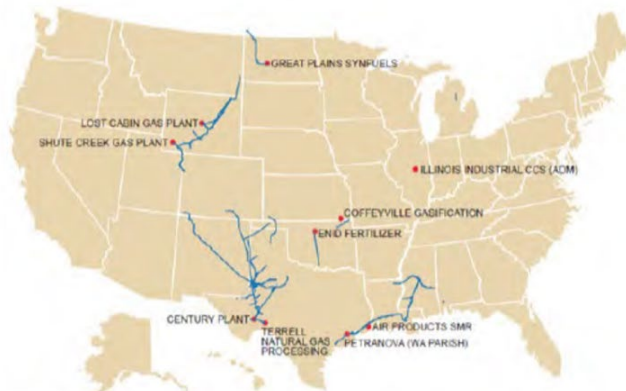 GREAT PLAINS SYNFUELS
LOST CABIN GAS PLANT
SHUTE CREEK GAS PLANT
ILLINOIS INDUSTRIAL CCS (ADM)
COFFEYVILLE GASIFICATION
ENID FERTILIZER
CENTURY PLANT
TERRELL
NATURAL GAS
PROCESSING
AIR PRODUCTS SMR
PETRANOVA (WA PARISH)